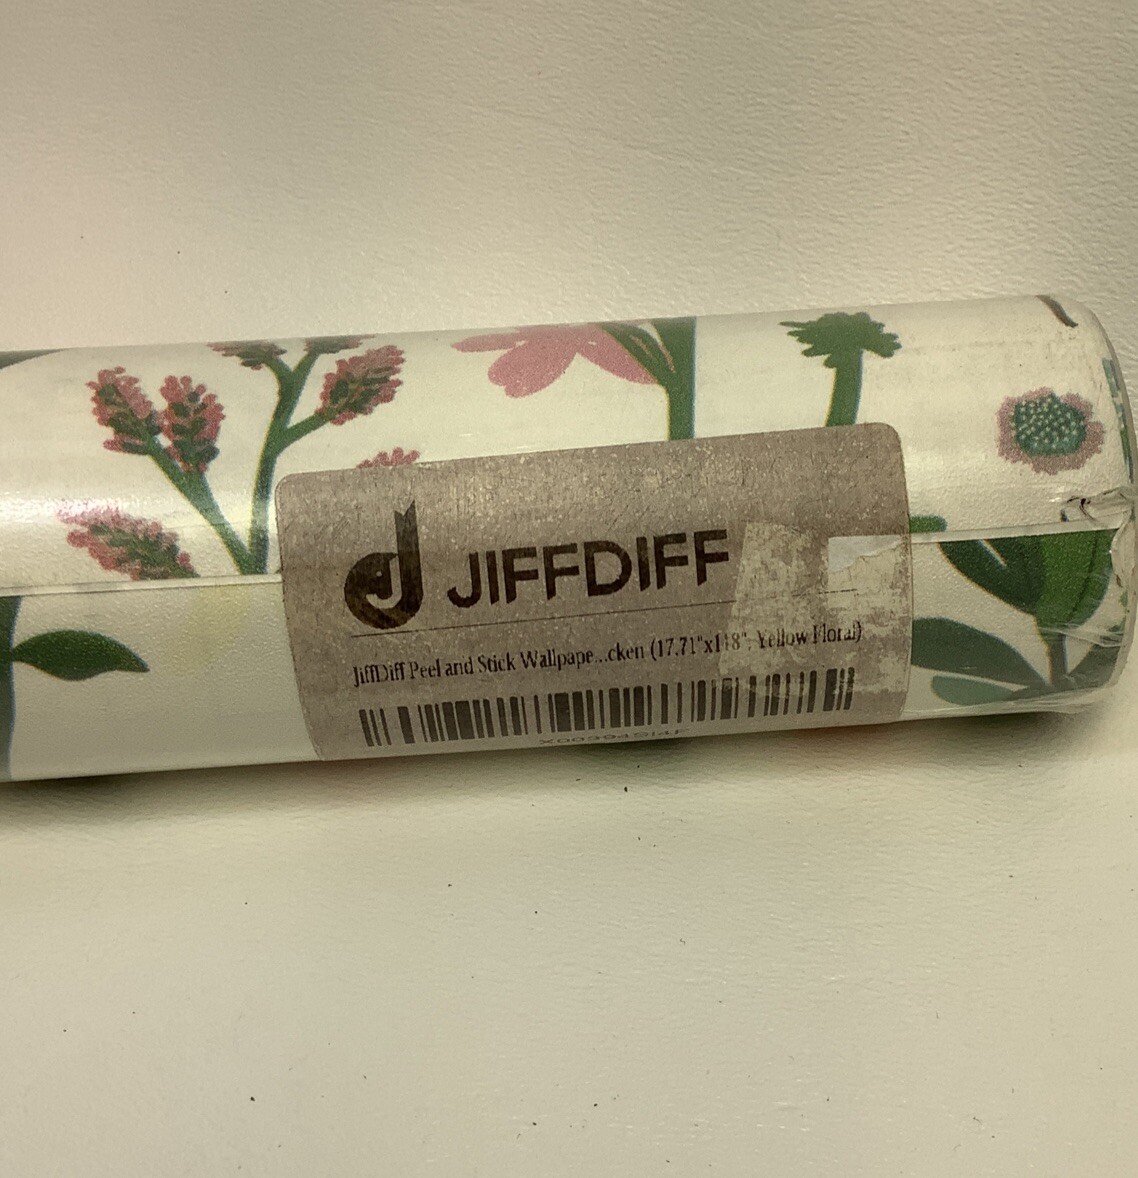 JIFFDIFF
JiffDiff Peel and Stick Wallpape...cken (17.71"x118", Yellow Floral)